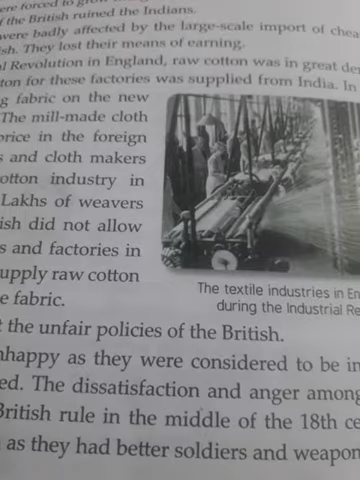 ere forced to grow
f the British ruined the Indians.
were badly affected by the large-scale import of chea
sh. They lost their means of earning.
al Revolution in England, raw cotton was in great de
ton for these factories was supplied from India. In
g fabric on the new
The mill-made cloth
price in the foreign
s and cloth makers
otton industry in
Lakhs of weavers
ish did not allow
s and factories in
upply raw cotton
e fabric.
The textile industries in En
during the Industrial Re
t the unfair policies of the British.
nhappy as they were considered to be in
ed. The dissatisfaction and anger among
British rule in the middle of the 18th ce
as they had better soldiers and weapon